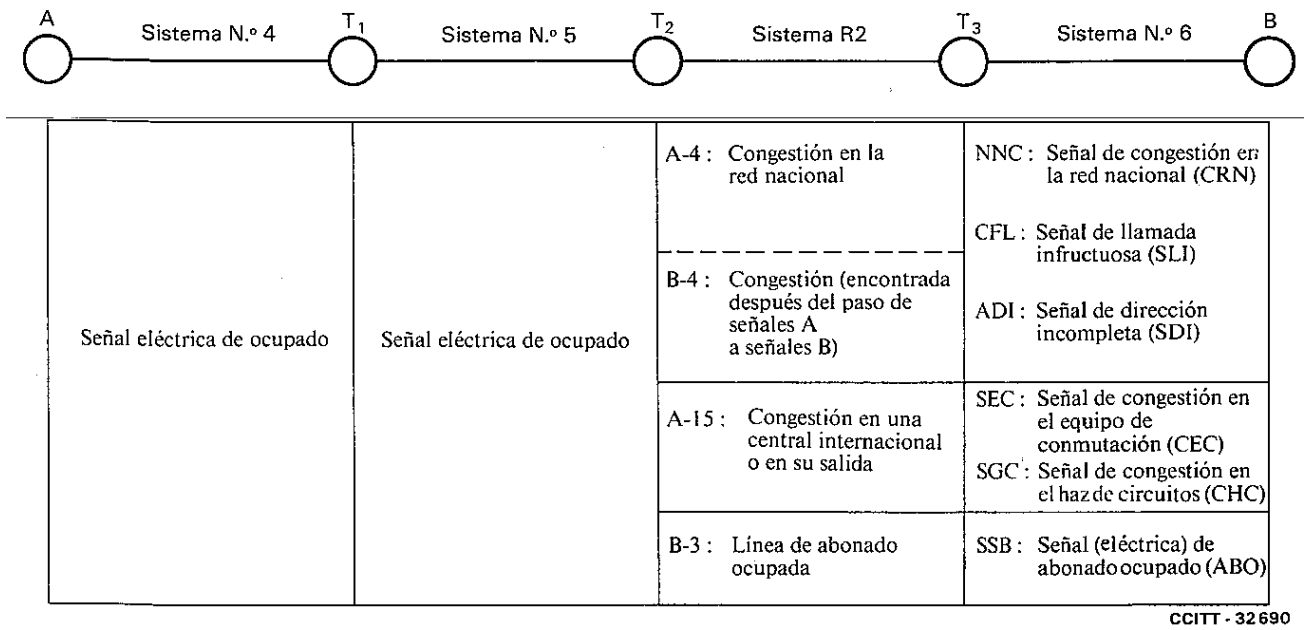 A
Sistema N.º 4
T1
Sistema N.º 5
T2
Sistema R2
T3
Sistema N.º 6
B
Señal eléctrica de ocupado
Señal eléctrica de ocupado
A-4 : Congestión en la
red nacional
B-4 : Congestión (encontrada
después del paso de
señales A
a señales B)
A-15 : Congestión en una
central internacional
o en su salida
B-3 : Línea de abonado
ocupada
NNC : Señal de congestión en
la red nacional (CRN)
CFL : Señal de llamada
infructuosa (SLI)
ADI : Señal de dirección
incompleta (SDI)
SEC : Señal de congestión en
el equipo de
conmutación (CEC)
SGC : Señal de congestión en
el haz de circuitos (CHC)
SSB : Señal (eléctrica) de
abonado ocupado (ABO)
CCITT - 32690